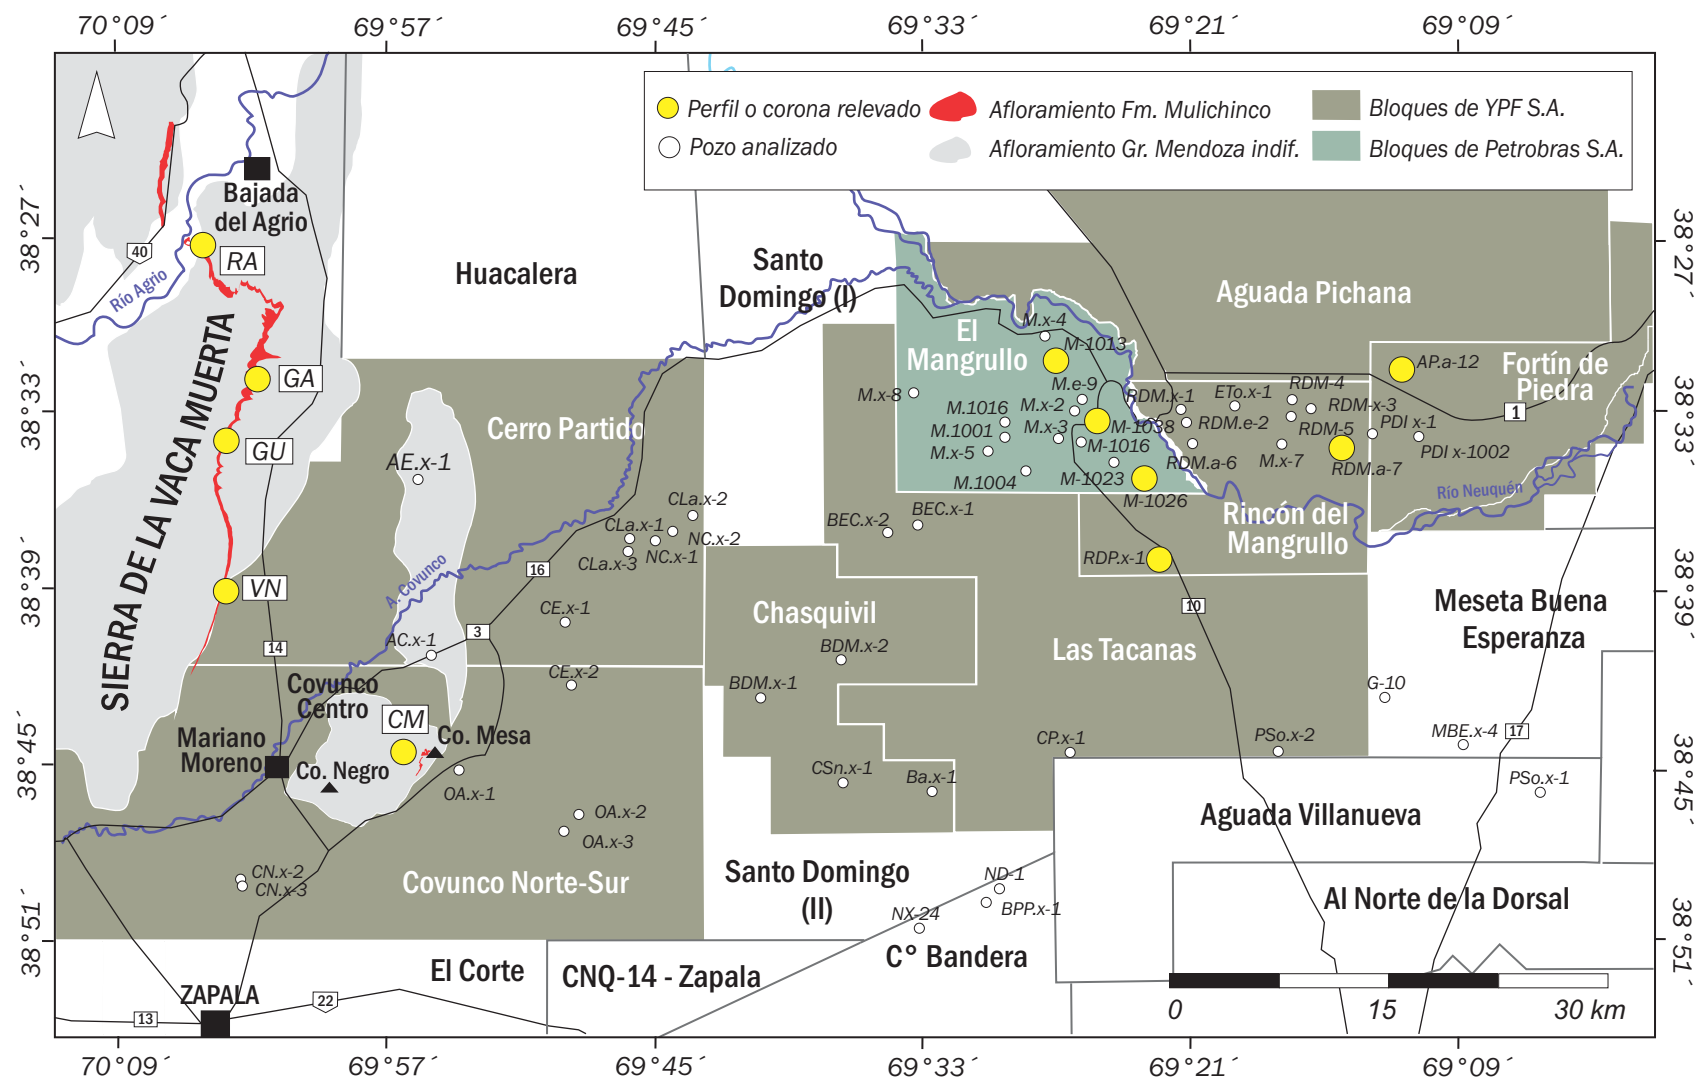 70°09´
69°57´
69°45´
69°33´
69°21´
69°09´
Perfil o corona relevado
Afloramiento Fm. Mulichinco
Bloques de YPF S.A.
Pozo analizado
Afloramiento Gr. Mendoza indif.
Bloques de Petrobras S.A.
38°27´
38°33´
38°39´
38°45´
38°51´
38°27´
38°33´
38°39´
38°45´
38°51´
Bajada
del Agrio
40
Río Agrio
RA
GA
GU
VN
SIERRA DE LA VACA MUERTA
Huacalera
Santo
Domingo (I)
Aguada Pichana
El
Mangrullo
M.x-4
M-1013
M.x-8
M.e-9
M.x-2
M.1016
M.1001
M.x-3
M-1038
M-1016
M.x-5
M.1004
M-1023
M-1026
RDM.x-1
ETo.x-1
RDM-4
RDM-x-3
RDM.e-2
RDM-5
RDM.a-6
M.x-7
RDM.a-7
AP.a-12
Fortín de
Piedra
1
PDI x-1
PDI x-1002
Río Neuquén
Rincón del
Mangrullo
Cerro Partido
AE.x-1
CLa.x-2
CLa.x-1
NC.x-2
CLa.x-3
NC.x-1
BEC.x-2
BEC.x-1
RDP.x-1
A. Covunco
16
CE.x-1
3
14
AC.x-1
CE.x-2
Chasquivil
BDM.x-2
BDM.x-1
10
Las Tacanas
Meseta Buena
Esperanza
G-10
MBE.x-4
17
Covunco
Centro
CM
Co. Mesa
Mariano
Moreno
Co. Negro
OA.x-1
OA.x-2
OA.x-3
CSn.x-1
Ba.x-1
CP.x-1
PSo.x-2
PSo.x-1
Aguada Villanueva
CN.x-2
CN.x-3
Covunco Norte-Sur
Santo Domingo
(II)
ND-1
BPP.x-1
NX-24
C° Bandera
Al Norte de la Dorsal
El Corte
CNQ-14 - Zapala
ZAPALA
13
22
0
15
30 km
70°09´
69°57´
69°45´
69°33´
69°21´
69°09´